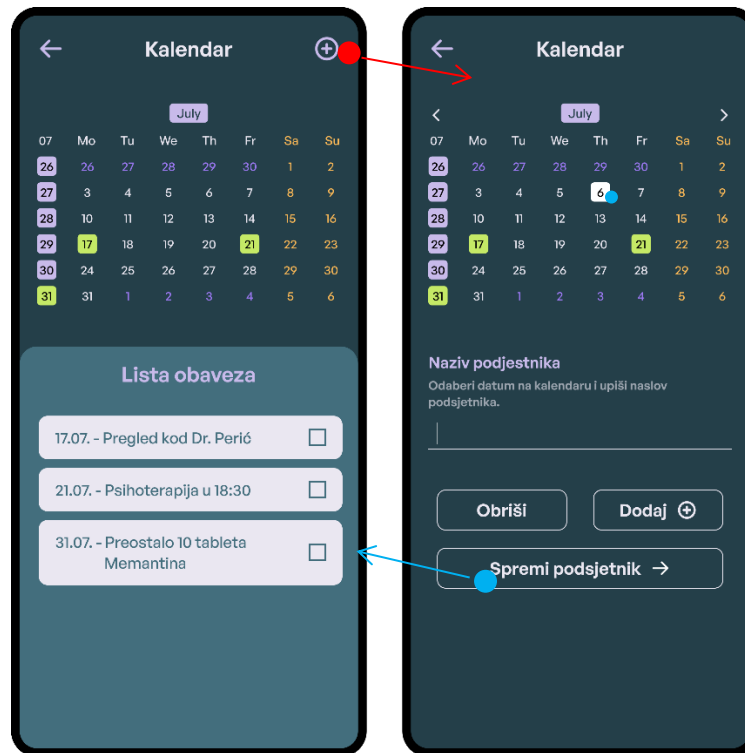 Kalendar
July
07 Mo Tu We Th Fr Sa Su
26 26 27 28 29 30 1 2
27 3 4 5 6 7 8 9
28 10 11 12 13 14 15 16
29 17 18 19 20 21 22 23
30 24 25 26 27 28 29 30
31 31 1 2 3 4 5 6
Lista obaveza
17.07. - Pregled kod Dr. Perić
21.07. - Psihoterapija u 18:30
31.07. - Preostalo 10 tableta
Memantina
Kalendar
July
07 Mo Tu We Th Fr Sa Su
26 26 27 28 29 30 1 2
27 3 4 5 6 7 8 9
28 10 11 12 13 14 15 16
29 17 18 19 20 21 22 23
30 24 25 26 27 28 29 30
31 31 1 2 3 4 5 6
Naziv podjestnika
Odaberi datum na kalendaru i upiši naslov
podsjetnika.
Obriši
Dodaj
Spremi podsjetnik